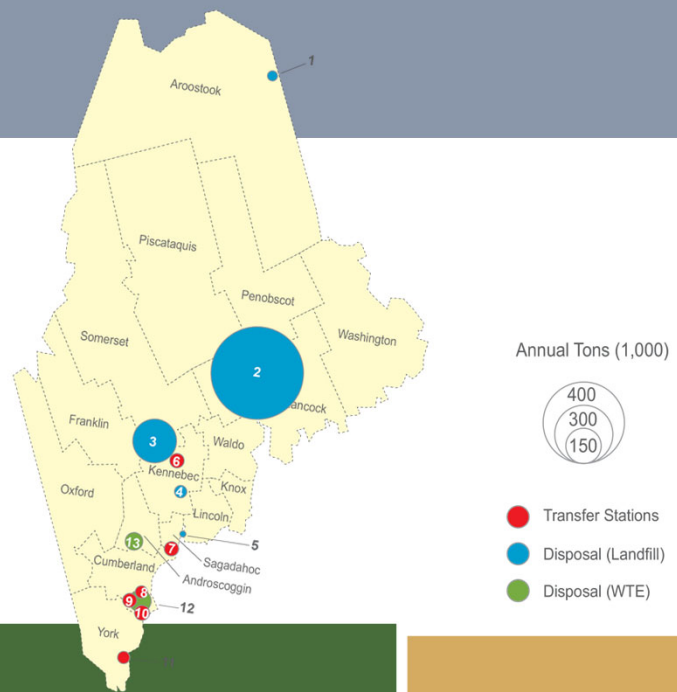 1
Aroostook
Piscataquis
Penobscot
Somerset
Washington
2
ancock
Franklin
3
Waldo
6
Kennebec
4
Knox
Oxford
Lincoln
5
13
7
Sagadahoc
Cumberland
Androscoggin
8
9
12
10
York
Annual Tons (1,000)
400
300
150
Transfer Stations
Disposal (Landfill)
Disposal (WTE)